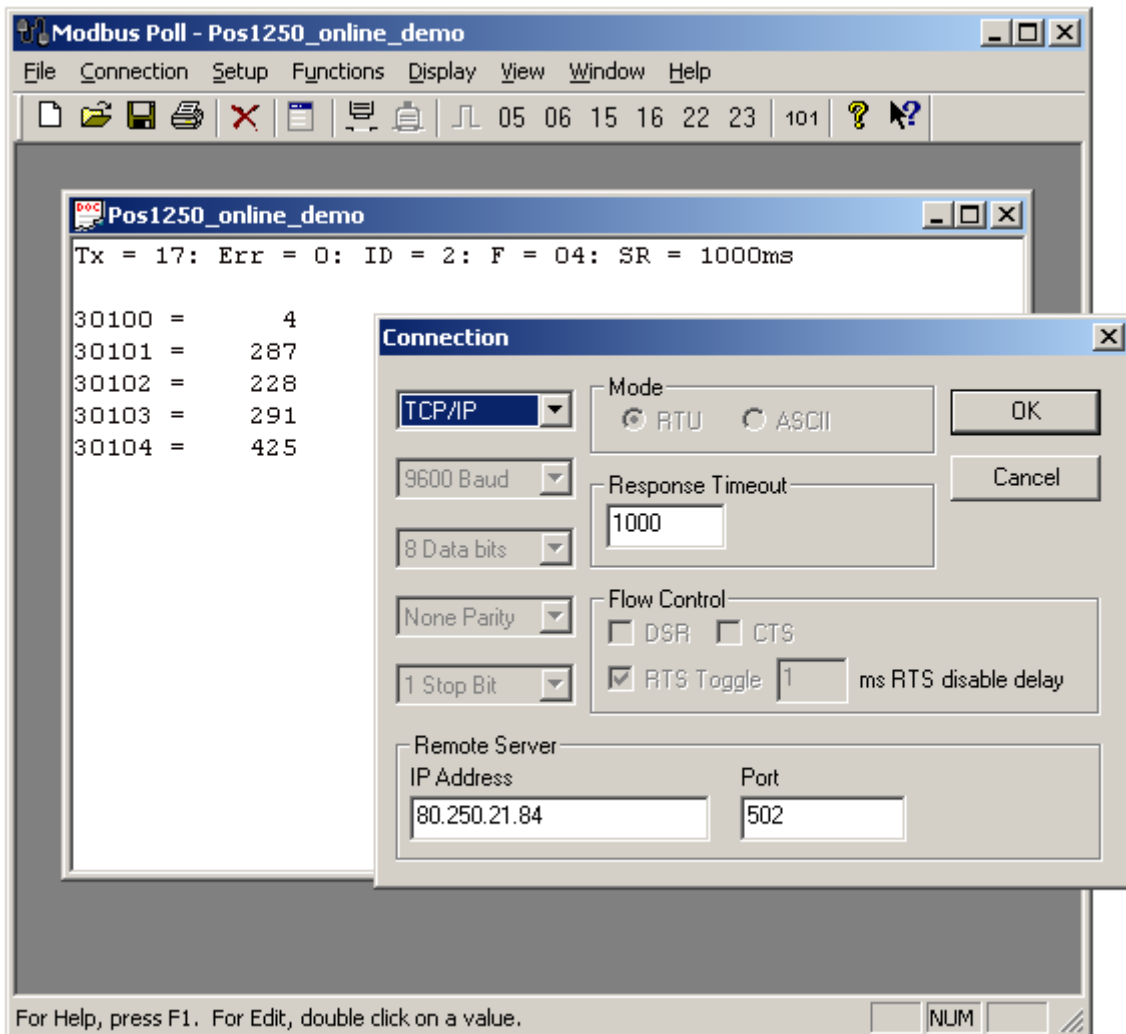 Modbus Poll - Pos1250_online_demo
File Connection Setup Functions Display View Window Help
05 06 15 16 22 23 101
DOC
Pos1250_online_demo
Tx = 17: Err = 0: ID = 2: F = 04: SR = 1000ms
30100 = 4
30101 = 287
30102 = 228
30103 = 291
30104 = 425
Connection
TCP/IP
9600 Baud
8 Data bits
None Parity
1 Stop Bit
Mode
RTU ASCII
Response Timeout
1000
Flow Control
DSR CTS
RTS Toggle 1 ms RTS disable delay
OK
Cancel
Remote Server
IP Address Port
80.250.21.84 502
For Help, press F1. For Edit, double click on a value. NUM